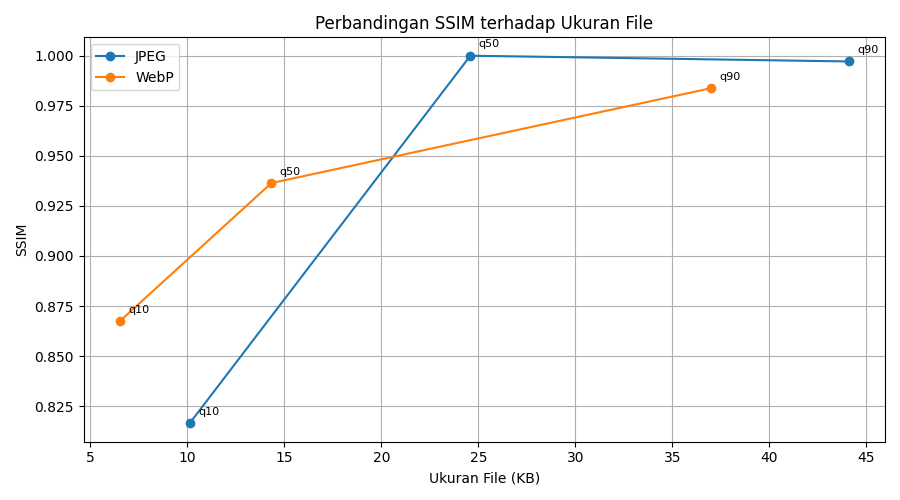 Perbandingan SSIM terhadap Ukuran File
JPEG
WebP
q50
q90
q90
q50
q10
q10
1.000
0.975
0.950
0.925
0.900
0.875
0.850
0.825
SSIM
5 10 15 20 25 30 35 40 45
Ukuran File (KB)